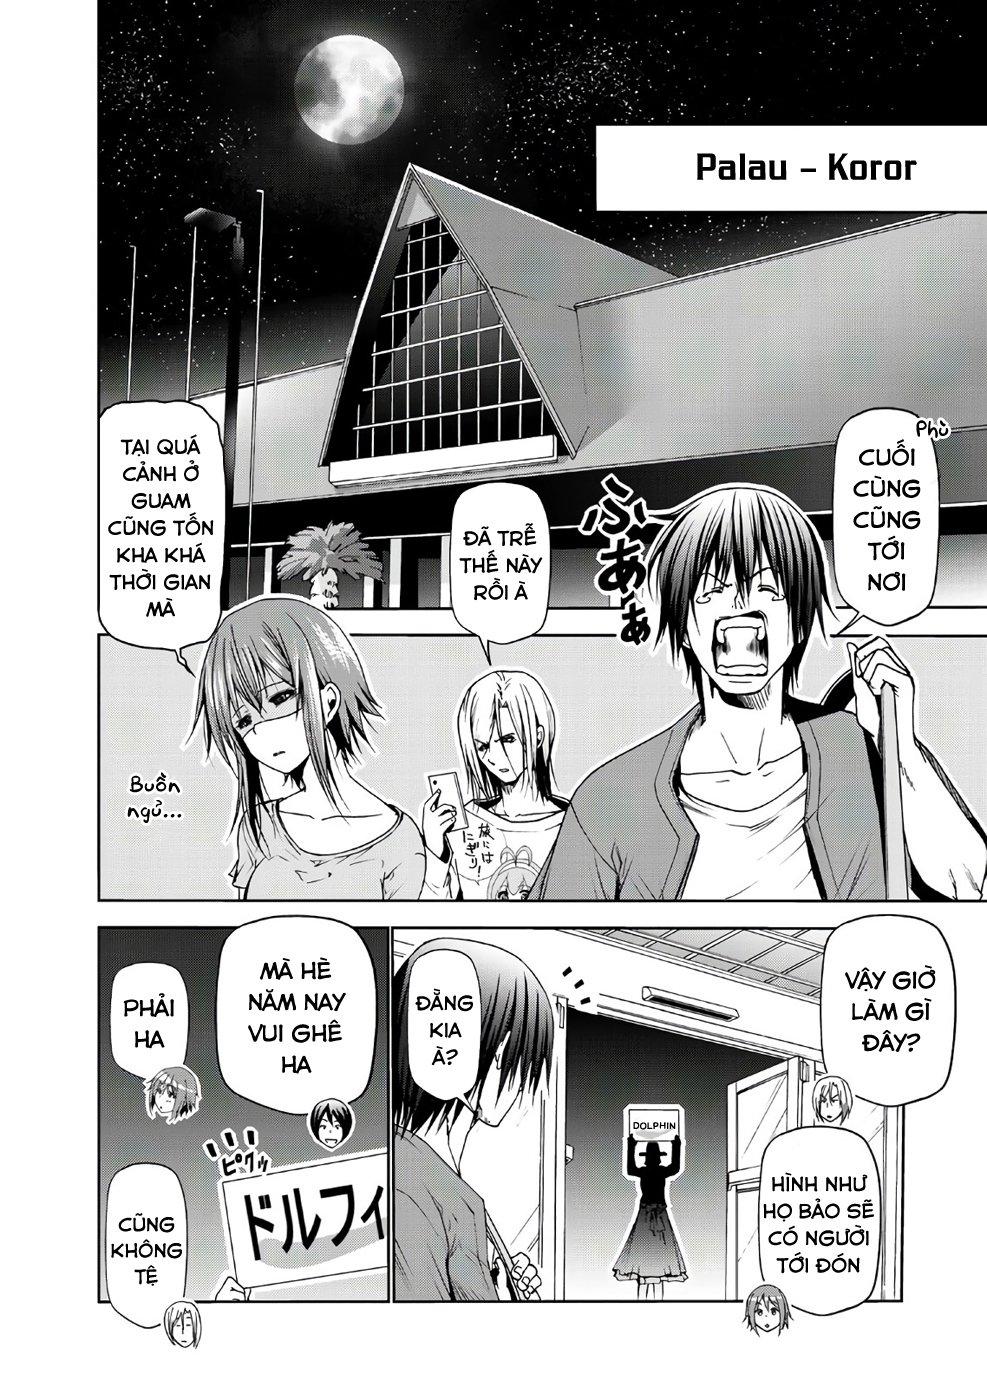 Palau - Koror
Phù
CUỐI
CÙNG
CŨNG
TỚI
NƠI
ふぁあぁ
ĐÃ TRỄ
THẾ NÀY
RỒI À
TẠI QUÁ
CẢNH Ở
GUAM
CŨNG TỐN
KHA KHÁ
THỜI GIAN
MÀ
Buồn
ngủ...
旅には
にぎり!
VẬY GIỜ
LÀM GÌ
ĐÂY?
HÌNH NHƯ
HỌ BẢO SẼ
CÓ NGƯỜI
TỚI ĐÓN
DOLPHIN
ĐẰNG
KIA
À?
MÀ HÈ
NĂM NAY
VUI GHÊ
HA
PHẢI
HA
ピクッ
ドルフィ
CŨNG
KHÔNG
TỆ